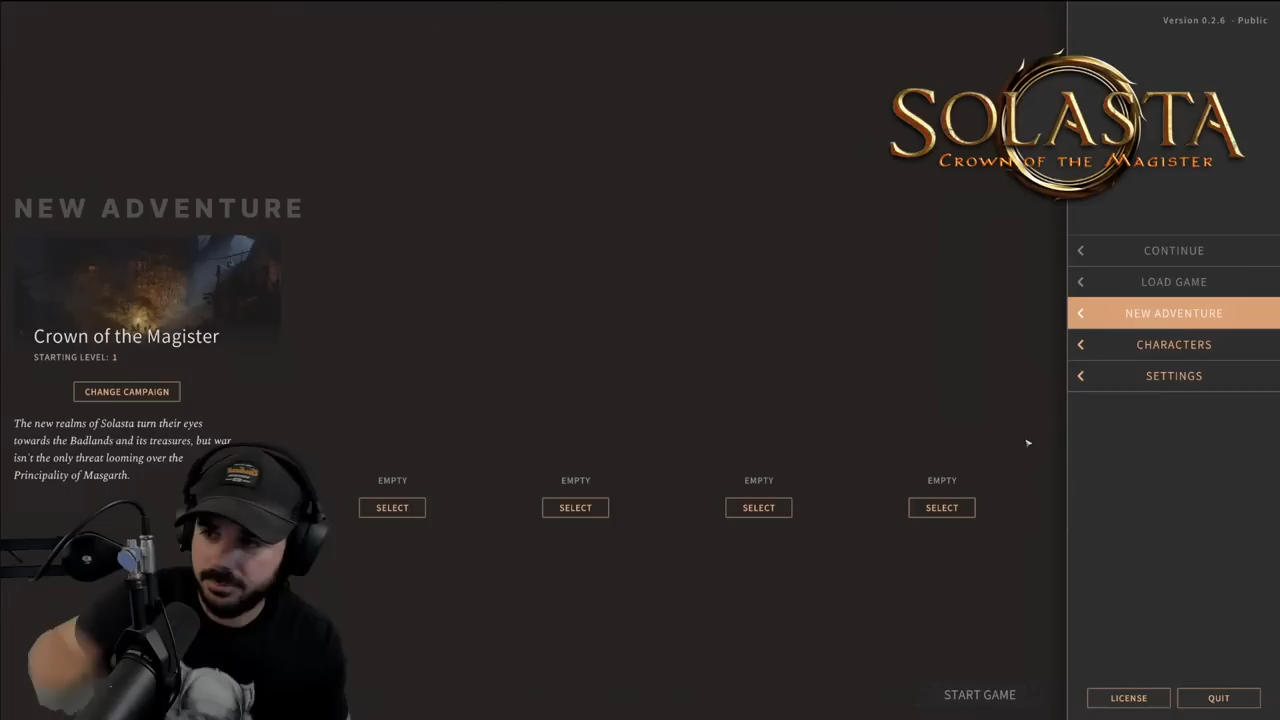 Version 0.2.6 - Public
SOLASTA
CROWN OF THE MAGISTER
NEW ADVENTURE
Crown of the Magister
STARTING LEVEL: 1
CHANGE CAMPAIGN
The new realms of Solasta turn their eyes
towards the Badlands and its treasures, but war
isn't the only threat looming over the
Principality of Masgarth.
EMPTY EMPTY EMPTY EMPTY
SELECT SELECT SELECT SELECT
START GAME
CONTINUE
LOAD GAME
NEW ADVENTURE
CHARACTERS
SETTINGS
LICENSE QUIT